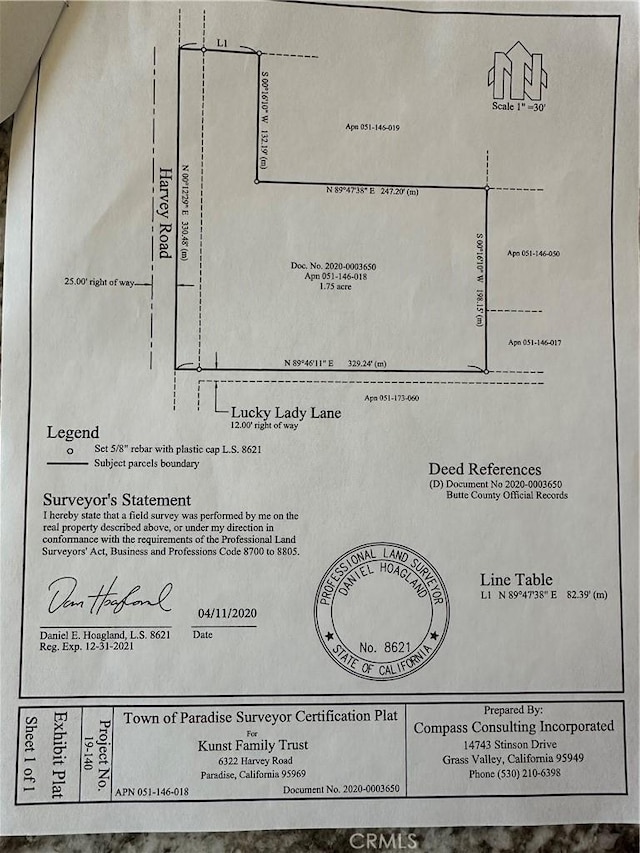 L1
Scale 1" =30'
S 00°16'10" W 132.19' (m)
Apn 051-146-019
N 89°47'38" E 247.20' (m)
Harvey Road
N 00°12'29" E 330.48' (m)
25.00' right of way
Doc. No. 2020-0003650
Apn 051-146-018
1.75 acre
S 00°16'10" W 198.15' (m)
Apn 051-146-050
Apn 051-146-017
N 89°46'11" E 329.24' (m)
Apn 051-173-060
Lucky Lady Lane
12.00' right of way
Legend
Set 5/8" rebar with plastic cap L.S. 8621
Subject parcels boundary
Deed References
(D) Document No 2020-0003650
Butte County Official Records
Surveyor's Statement
I hereby state that a field survey was performed by me on the
real property described above, or under my direction in
conformance with the requirements of the Professional Land
Surveyors' Act, Business and Professions Code 8700 to 8805.
Dan Hoagland
04/11/2020
Daniel E. Hoagland, L.S. 8621
Date
Reg. Exp. 12-31-2021
PROFESSIONAL LAND SURVEYOR
DANIEL HOAGLAND
No. 8621
STATE OF CALIFORNIA
Line Table
L1 N 89°47'38" E 82.39' (m)
Exhibit Plat
Sheet 1 of 1
Project No.
19-140
Town of Paradise Surveyor Certification Plat
For
Kunst Family Trust
6322 Harvey Road
Paradise, California 95969
APN 051-146-018
Document No. 2020-0003650
Prepared By:
Compass Consulting Incorporated
14743 Stinson Drive
Grass Valley, California 95949
Phone (530) 210-6398
CRMLS